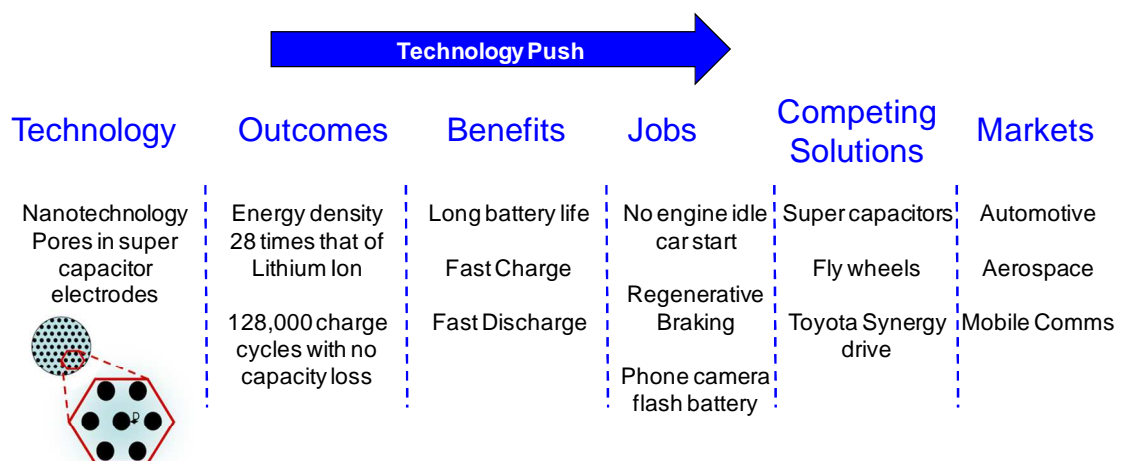 Technology Push
Technology
Outcomes
Benefits
Jobs
Competing
Solutions
Markets
Nanotechnology
Pores in super
capacitor
electrodes
D
Energy density
28 times that of
Lithium Ion
128,000 charge
cycles with no
capacity loss
Long battery life
Fast Charge
Fast Discharge
No engine idle
car start
Regenerative
Braking
Phone camera
flash battery
Super capacitors
Fly wheels
Toyota Synergy
drive
Automotive
Aerospace
Mobile Comms